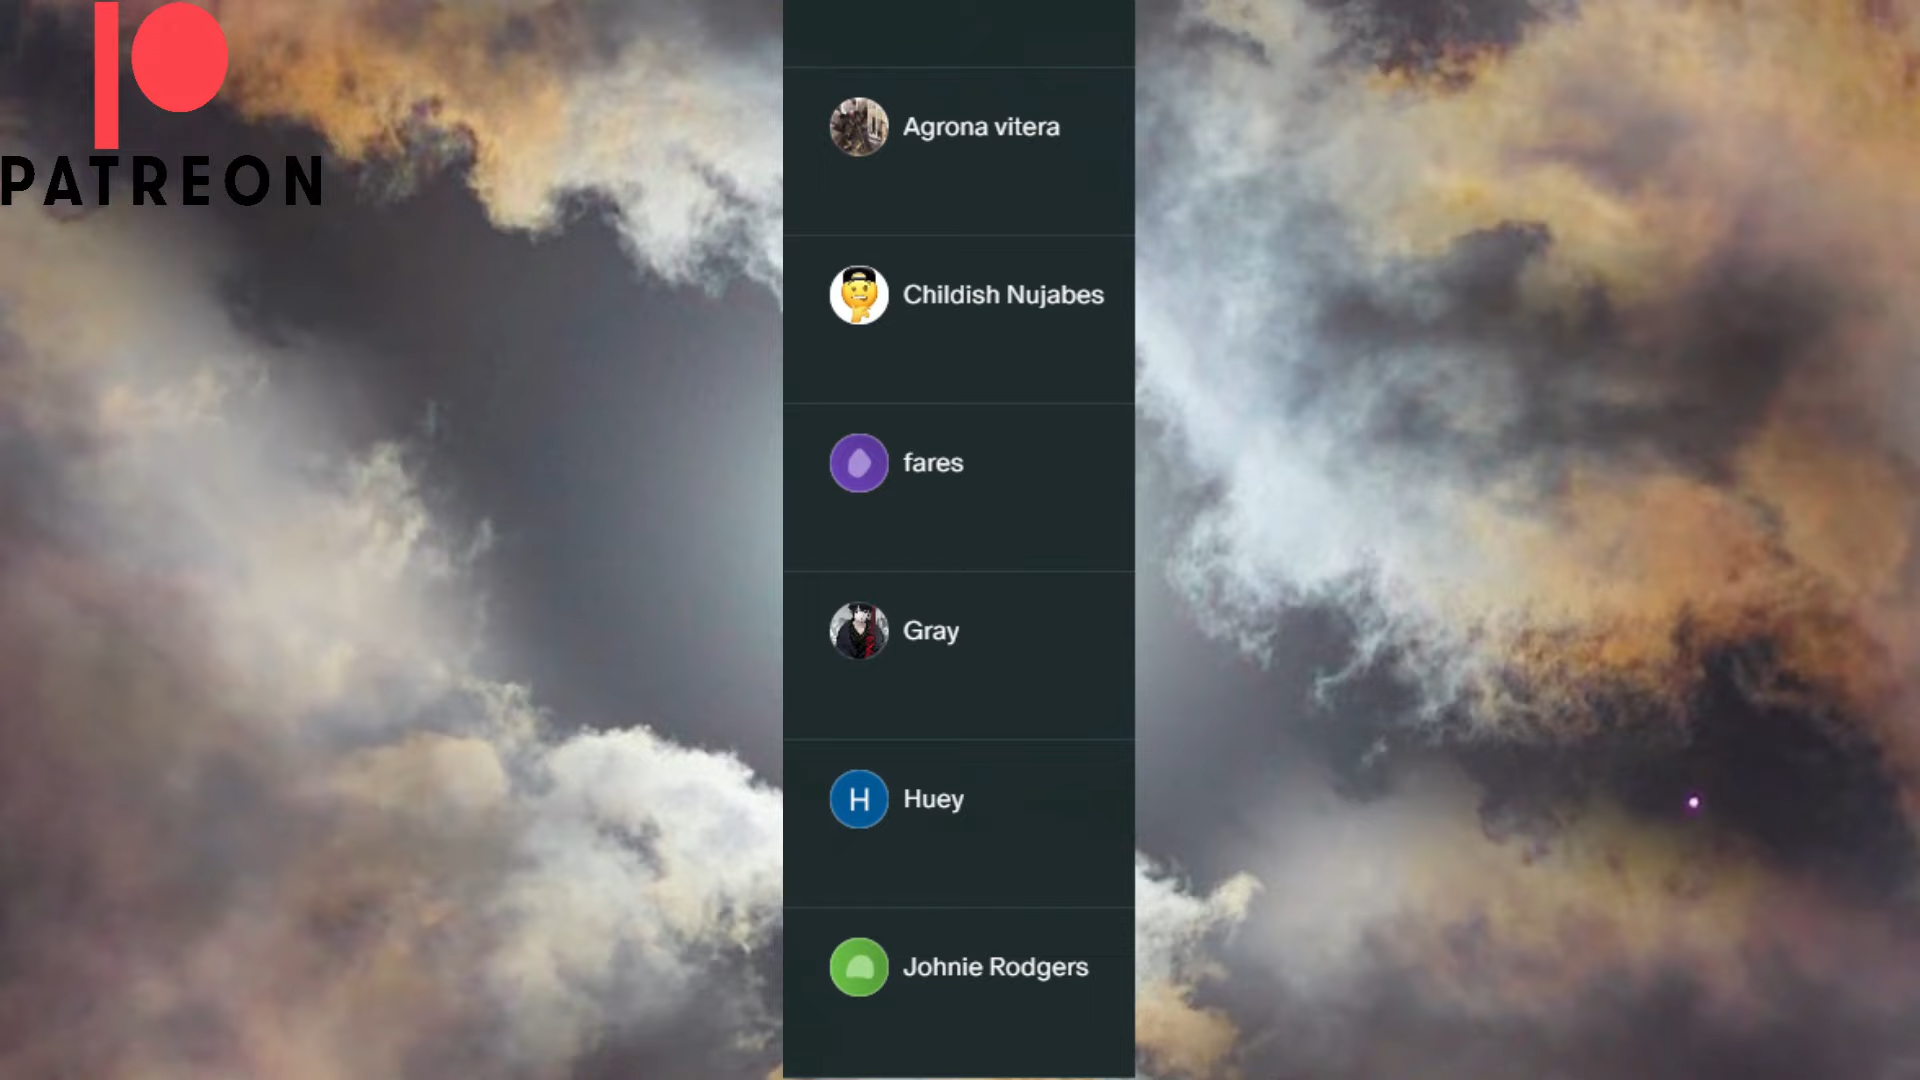 PATREON
Agrona vitera
Childish Nujabes
fares
Gray
H Huey
Johnie Rodgers